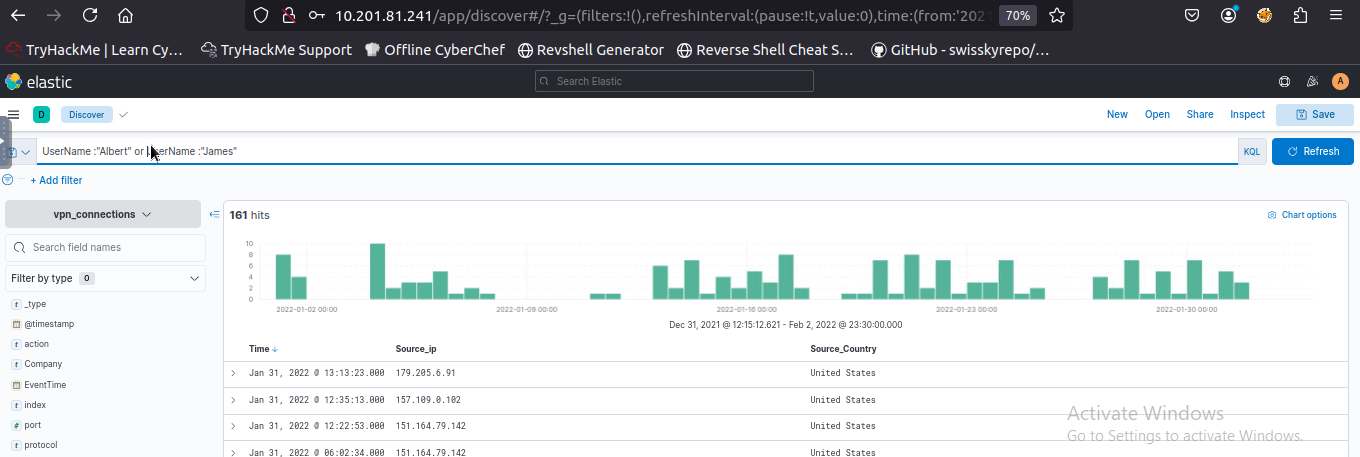 10.201.81.241/app/discover#/?_g=(filters:!(),refreshInterval:(pause:!t,value:0),time:(from:'2021 70%
TryHackMe | Learn Cy… TryHackMe Support Offline CyberChef Revshell Generator Reverse Shell Cheat S… GitHub - swisskyrepo/…
elastic Search Elastic A
D Discover New Open Share Inspect Save
UserName :"Albert" or UserName :"James" KQL Refresh
+ Add filter
vpn_connections 161 hits Chart options
Search field names
Filter by type 0
10
8
6
4
2
0
2022-01-02 00:00 2022-01-09 00:00 2022-01-16 00:00 2022-01-23 00:00 2022-01-30 00:00
Dec 31, 2021 @ 12:15:12.621 - Feb 2, 2022 @ 23:30:00.000
t _type
@timestamp
t action
t Company
EventTime
t index
# port
t protocol
Time Source_ip Source_Country
Jan 31, 2022 @ 13:13:23.000 179.205.6.91 United States
Jan 31, 2022 @ 12:35:13.000 157.109.0.102 United States
Jan 31, 2022 @ 12:22:53.000 151.164.79.142 United States
Jan 31, 2022 @ 06:02:34.000 151.164.79.142 United States
Activate Windows
Go to Settings to activate Windows.